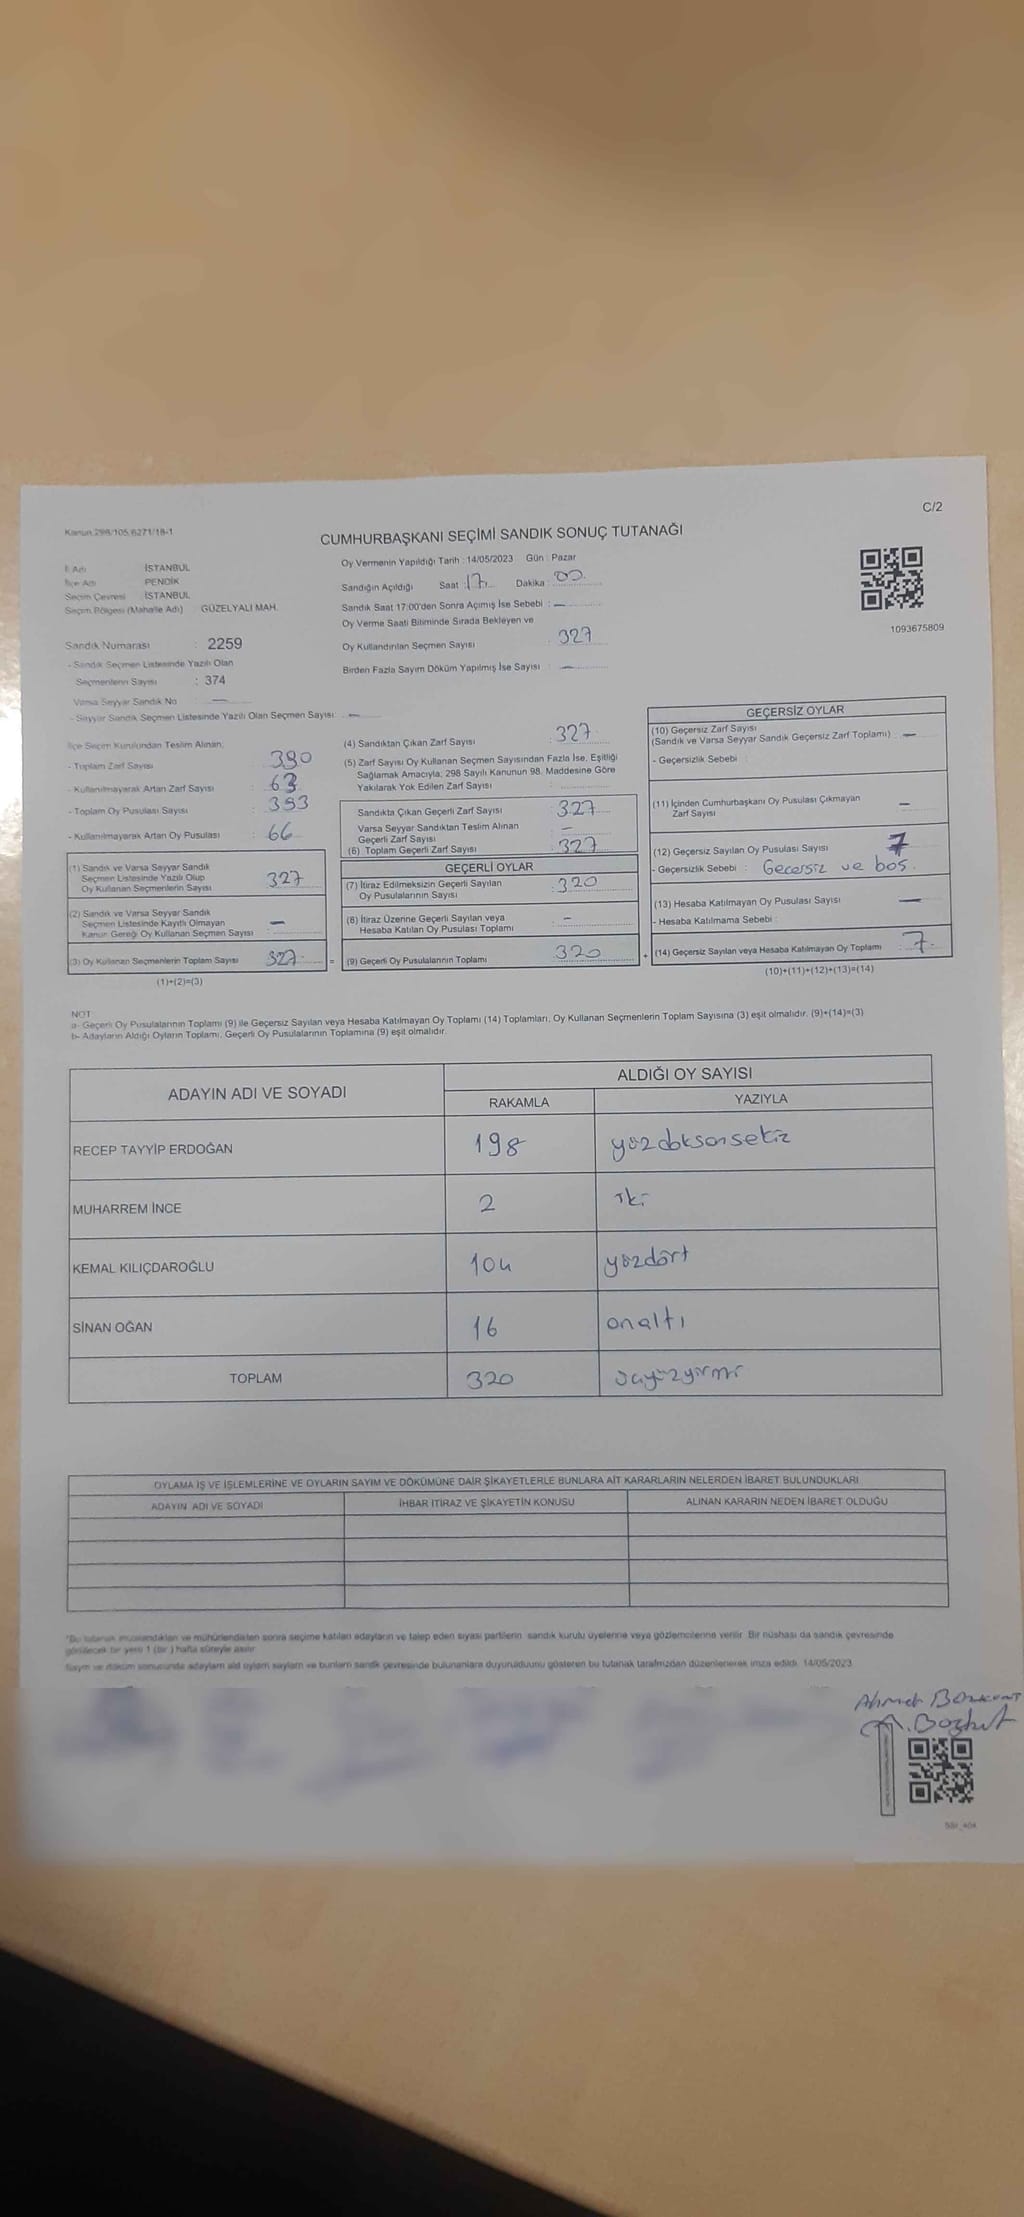 C/2
Kanun 298/105, 6271/18-1
CUMHURBAŞKANI SEÇİMİ SANDIK SONUÇ TUTANAĞI
İl Adı İSTANBUL
İlçe Adı PENDİK
Seçim Çevresi İSTANBUL
Seçim Bölgesi (Mahalle Adı) GÜZELYALI MAH.
Oy Vermenin Yapıldığı Tarih : 14/05/2023 Gün : Pazar
Sandığın Açıldığı Saat : 17 Dakika : 00
Sandık Saat 17:00'den Sonra Açımış İse Sebebi : —
Oy Verme Saati Bitiminde Sırada Bekleyen ve
Oy Kullandırılan Seçmen Sayısı : 327
Birden Fazla Sayım Döküm Yapılmış İse Sayısı : —
1093675809
Sandık Numarası : 2259
- Sandık Seçmen Listesinde Yazılı Olan
Seçmenlerin Sayısı : 374
Varsa Seyyar Sandık No : —
- Seyyar Sandık Seçmen Listesinde Yazılı Olan Seçmen Sayısı : —
İlçe Seçim Kurulundan Teslim Alınan;
- Toplam Zarf Sayısı : 390
- Kullanılmayarak Artan Zarf Sayısı : 63
- Toplam Oy Pusulası Sayısı : 393
- Kullanılmayarak Artan Oy Pusulası : 66
(1) Sandık ve Varsa Seyyar Sandık
Seçmen Listesinde Yazılı Olup
Oy Kullanan Seçmenlerin Sayısı : 327
(2) Sandık ve Varsa Seyyar Sandık
Seçmen Listesinde Kayıtlı Olmayan
Kanun Gereği Oy Kullanan Seçmen Sayısı : —
(3) Oy Kullanan Seçmenlerin Toplam Sayısı 327
(1)+(2)=(3)
(4) Sandıktan Çıkan Zarf Sayısı : 327
(5) Zarf Sayısı Oy Kullanan Seçmen Sayısından Fazla İse, Eşitliği
Sağlamak Amacıyla, 298 Sayılı Kanunun 98. Maddesine Göre
Yakılarak Yok Edilen Zarf Sayısı :
Sandıkta Çıkan Geçerli Zarf Sayısı : 327
Varsa Seyyar Sandıktan Teslim Alınan
Geçerli Zarf Sayısı : —
(6) Toplam Geçerli Zarf Sayısı : 327
GEÇERLİ OYLAR
(7) İtiraz Edilmeksizin Geçerli Sayılan
Oy Pusulalarının Sayısı : 320
(8) İtiraz Üzerine Geçerli Sayılan veya
Hesaba Katılan Oy Pusulası Toplamı : —
= (9) Geçerli Oy Pusulalarının Toplamı : 320
GEÇERSİZ OYLAR
(10) Geçersiz Zarf Sayısı
(Sandık ve Varsa Seyyar Sandık Geçersiz Zarf Toplamı) : —
- Geçersizlik Sebebi :
(11) İçinden Cumhurbaşkanı Oy Pusulası Çıkmayan
Zarf Sayısı : —
(12) Geçersiz Sayılan Oy Pusulası Sayısı : 7
- Geçersizlik Sebebi : Gecersiz ve boş.
(13) Hesaba Katılmayan Oy Pusulası Sayısı : —
- Hesaba Katılmama Sebebi :
+ (14) Geçersiz Sayılan veya Hesaba Katılmayan Oy Toplamı : 7
(10)+(11)+(12)+(13)=(14)
NOT
a- Geçerli Oy Pusulalarının Toplamı (9) ile Geçersiz Sayılan veya Hesaba Katılmayan Oy Toplamı (14) Toplamları, Oy Kullanan Seçmenlerin Toplam Sayısına (3) eşit olmalıdır. (9)+(14)=(3)
b- Adayların Aldığı Oyların Toplamı, Geçerli Oy Pusulalarının Toplamına (9) eşit olmalıdır.
ADAYIN ADI VE SOYADI ALDIĞI OY SAYISI
RAKAMLA YAZIYLA
RECEP TAYYİP ERDOĞAN 198 yüzdoksansekiz
MUHARREM İNCE 2 iki
KEMAL KILIÇDAROĞLU 104 yüzdört
SİNAN OĞAN 16 onaltı
TOPLAM 320 üçyüzyirmi
OYLAMA İŞ VE İŞLEMLERİNE VE OYLARIN SAYIM VE DÖKÜMÜNE DAİR ŞİKAYETLERLE BUNLARA AİT KARARLARIN NELERDEN İBARET BULUNDUKLARI
ADAYIN ADI VE SOYADI İHBAR İTİRAZ VE ŞİKAYETİN KONUSU ALINAN KARARIN NEDEN İBARET OLDUĞU
*Bu tutanak imzalandıktan ve mühürlendikten sonra seçime katılan adayların ve talep eden siyasi partilerin sandık kurulu üyelerine veya gözlemcilerine verilir. Bir nüshası da sandık çevresinde
görülecek bir yere 1 (bir ) hafta süreyle asılır.
Sayım ve döküm sonucunda adayların aldığı oyların sayıların ve bunların sandık çevresinde bulunanlara duyurulduunu gösteren bu tutanak tarafımızdan düzenlenerek imza edildi. 14/05/2023
Ahmet Bozkurt
A. Bozkurt